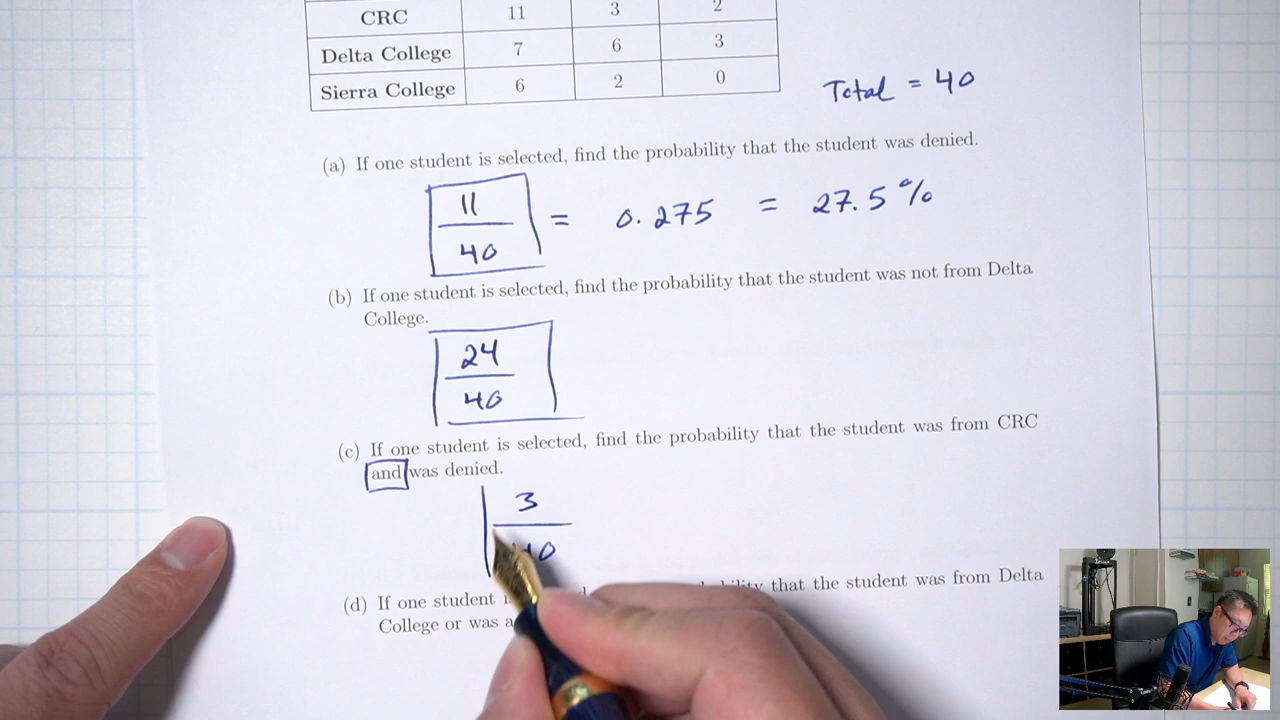 CRC 11 3 2
Delta College 7 6 3
Sierra College 6 2 0
Total = 40
(a) If one student is selected, find the probability that the student was denied.
11/40 = 0.275 = 27.5%
(b) If one student is selected, find the probability that the student was not from Delta
College.
24/40
(c) If one student is selected, find the probability that the student was from CRC
and was denied.
3/40
(d) If one student that the student was from Delta
College or was